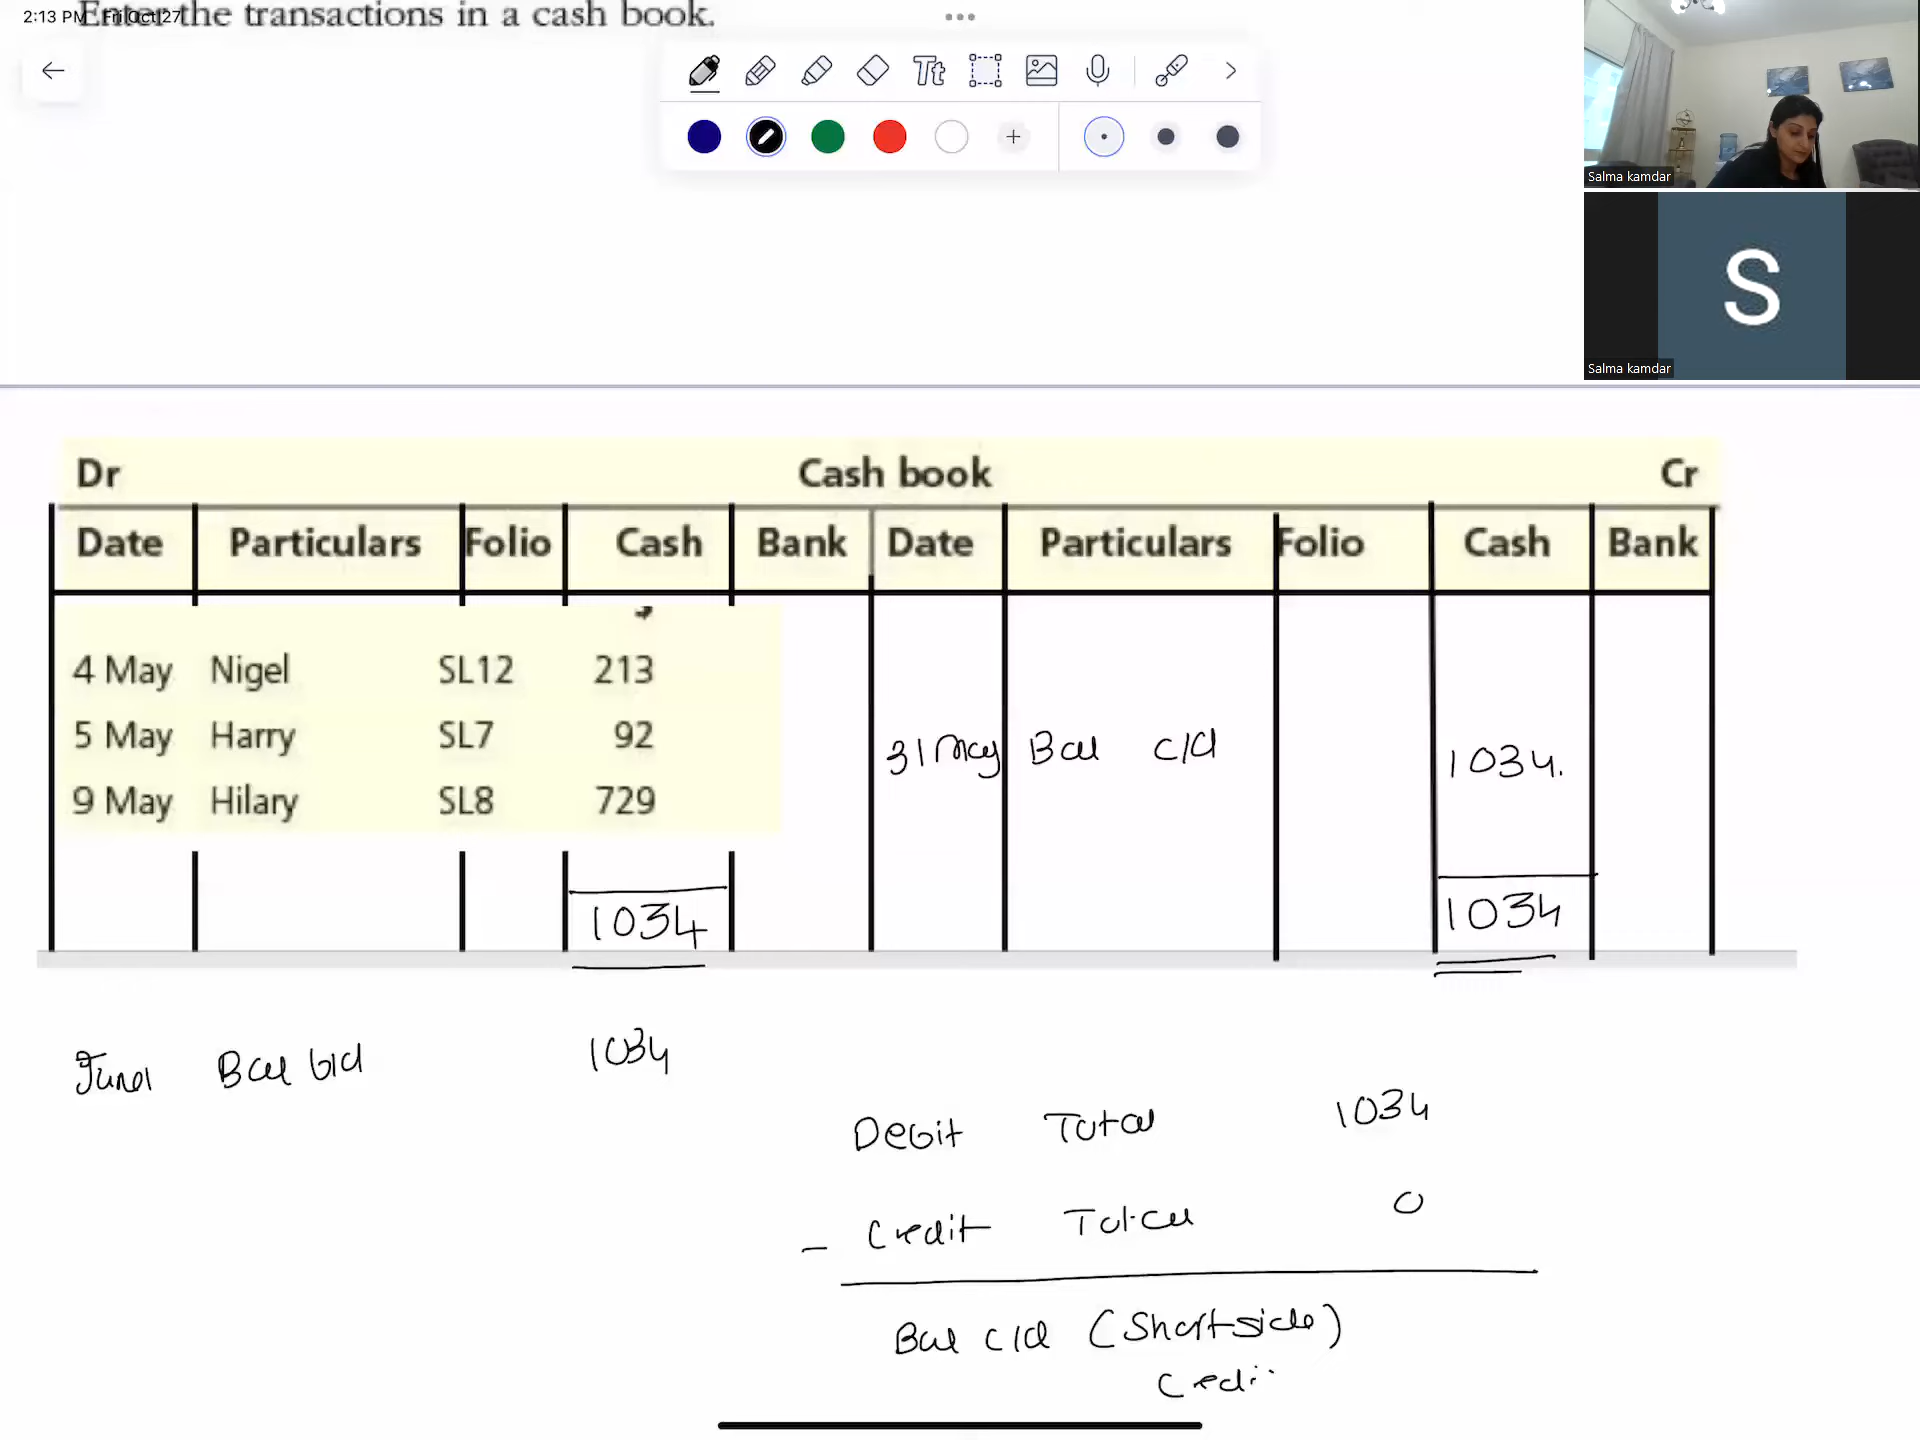 Enter the transactions in a cash book.
2:13 PM Fri Oct 27
Tt
Salma kamdar
S
Salma kamdar
Dr Cash book Cr
Date Particulars Folio Cash Bank Date Particulars Folio Cash Bank
4 May Nigel SL12 213
5 May Harry SL7 92 31 May Bal c/d 1034.
9 May Hilary SL8 729
1034 1034
June1 Bal b/d 1034
Debit Total 1034
- Credit Total 0
Bal c/d (Shortside)
Credi